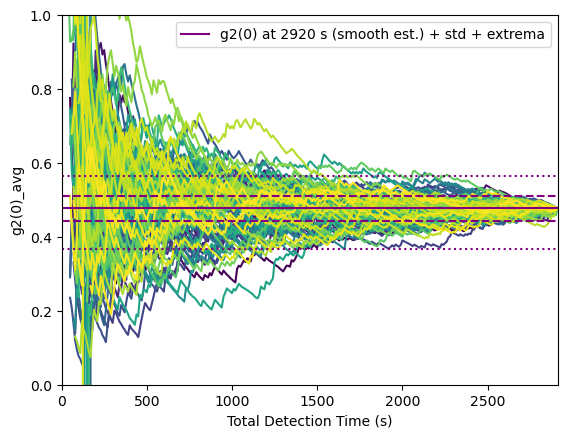 g2(0) at 2920 s (smooth est.) + std + extrema
1.0
0.8
0.6
0.4
0.2
0.0
g2(0)_avg
0 500 1000 1500 2000 2500
Total Detection Time (s)